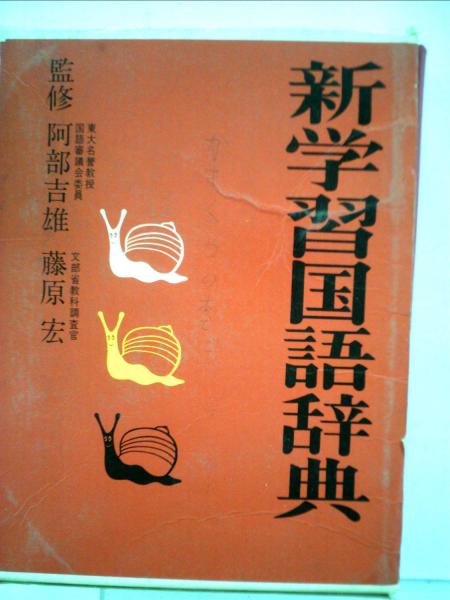 新学習国語辞典
監修
東大名誉教授
国語審議会委員
阿部吉雄
文部省教科調査官
藤原宏